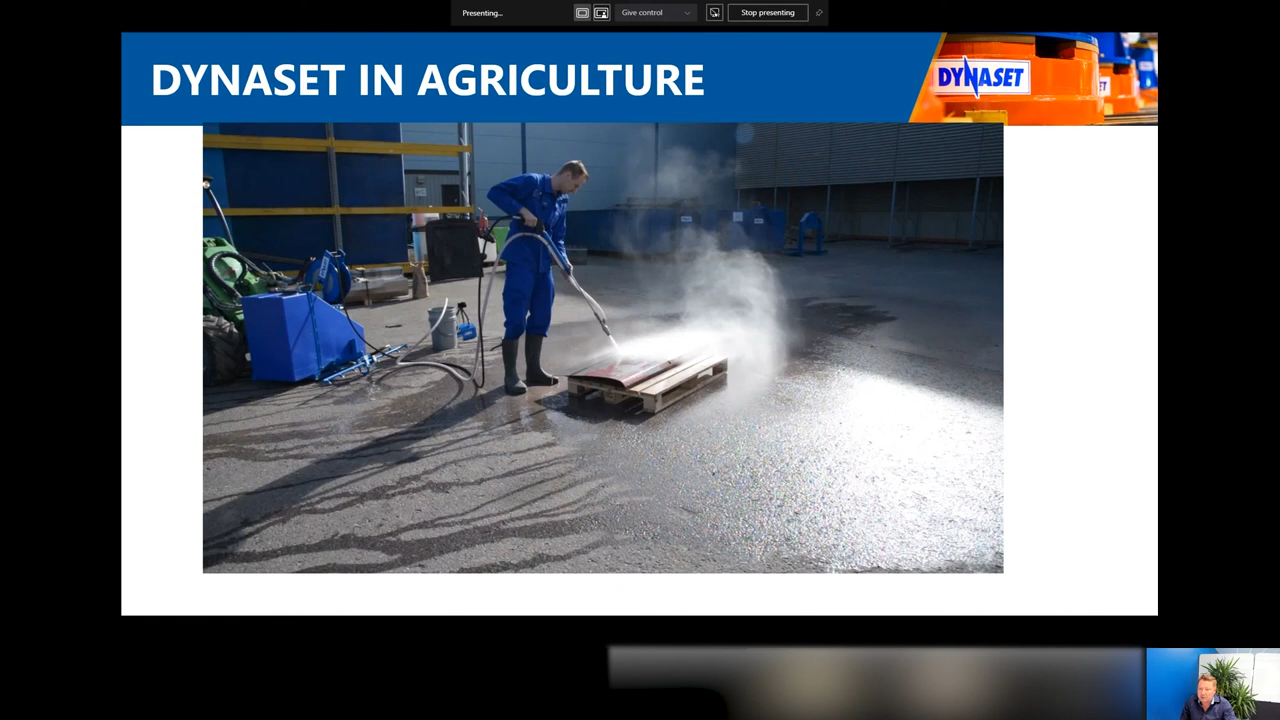 Presenting...
Give control
Stop presenting
DYNASET IN AGRICULTURE
DYNASET